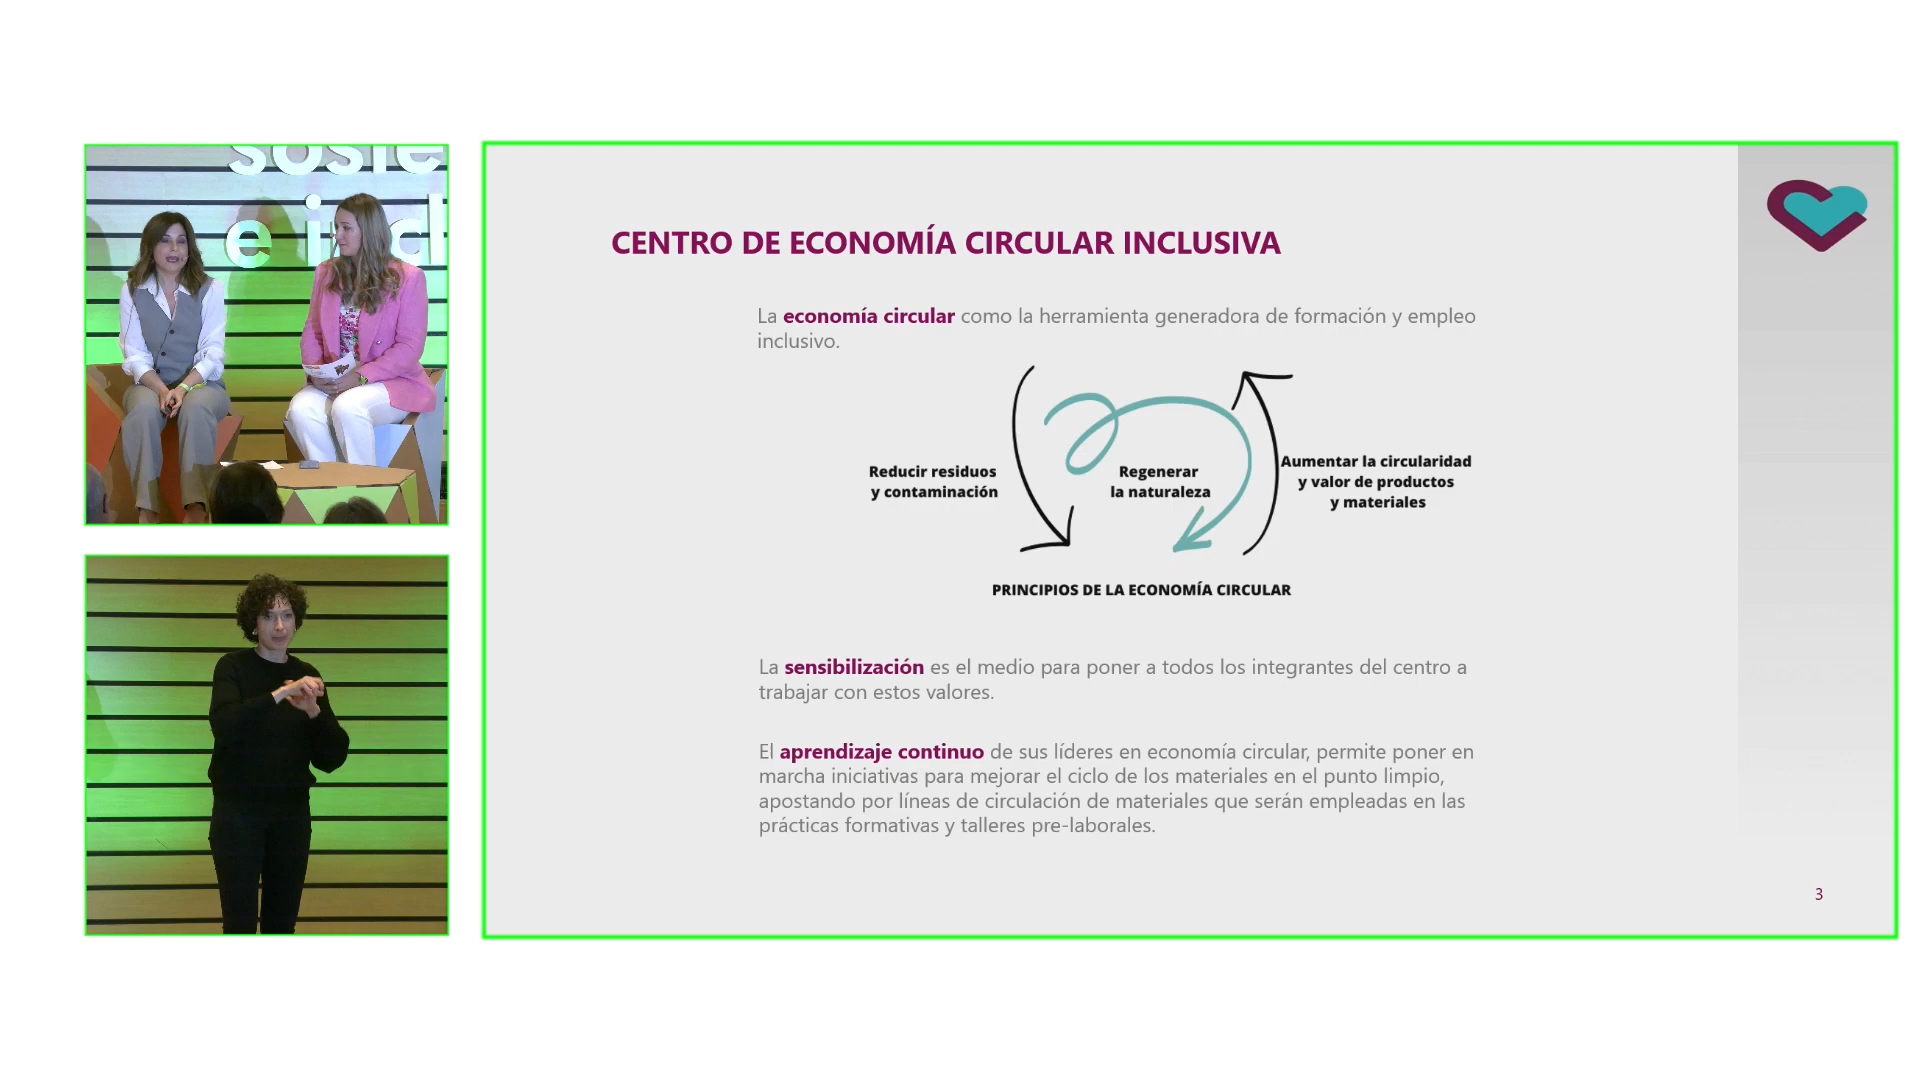 sosie
e incl
CENTRO DE ECONOMÍA CIRCULAR INCLUSIVA
La economía circular como la herramienta generadora de formación y empleo
inclusivo.
Reducir residuos
y contaminación
Regenerar
la naturaleza
Aumentar la circularidad
y valor de productos
y materiales
PRINCIPIOS DE LA ECONOMÍA CIRCULAR
La sensibilización es el medio para poner a todos los integrantes del centro a
trabajar con estos valores.
El aprendizaje continuo de sus líderes en economía circular, permite poner en
marcha iniciativas para mejorar el ciclo de los materiales en el punto limpio,
apostando por líneas de circulación de materiales que serán empleadas en las
prácticas formativas y talleres pre-laborales.
3